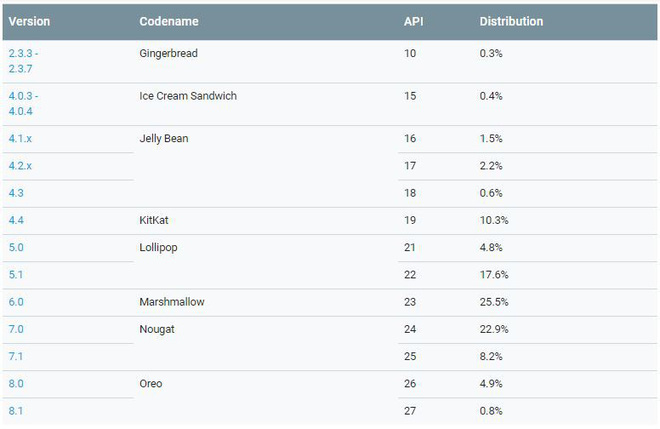 Version Codename API Distribution
2.3.3 - Gingerbread 10 0.3%
2.3.7
4.0.3 - Ice Cream Sandwich 15 0.4%
4.0.4
4.1.x Jelly Bean 16 1.5%
4.2.x 17 2.2%
4.3 18 0.6%
4.4 KitKat 19 10.3%
5.0 Lollipop 21 4.8%
5.1 22 17.6%
6.0 Marshmallow 23 25.5%
7.0 Nougat 24 22.9%
7.1 25 8.2%
8.0 Oreo 26 4.9%
8.1 27 0.8%